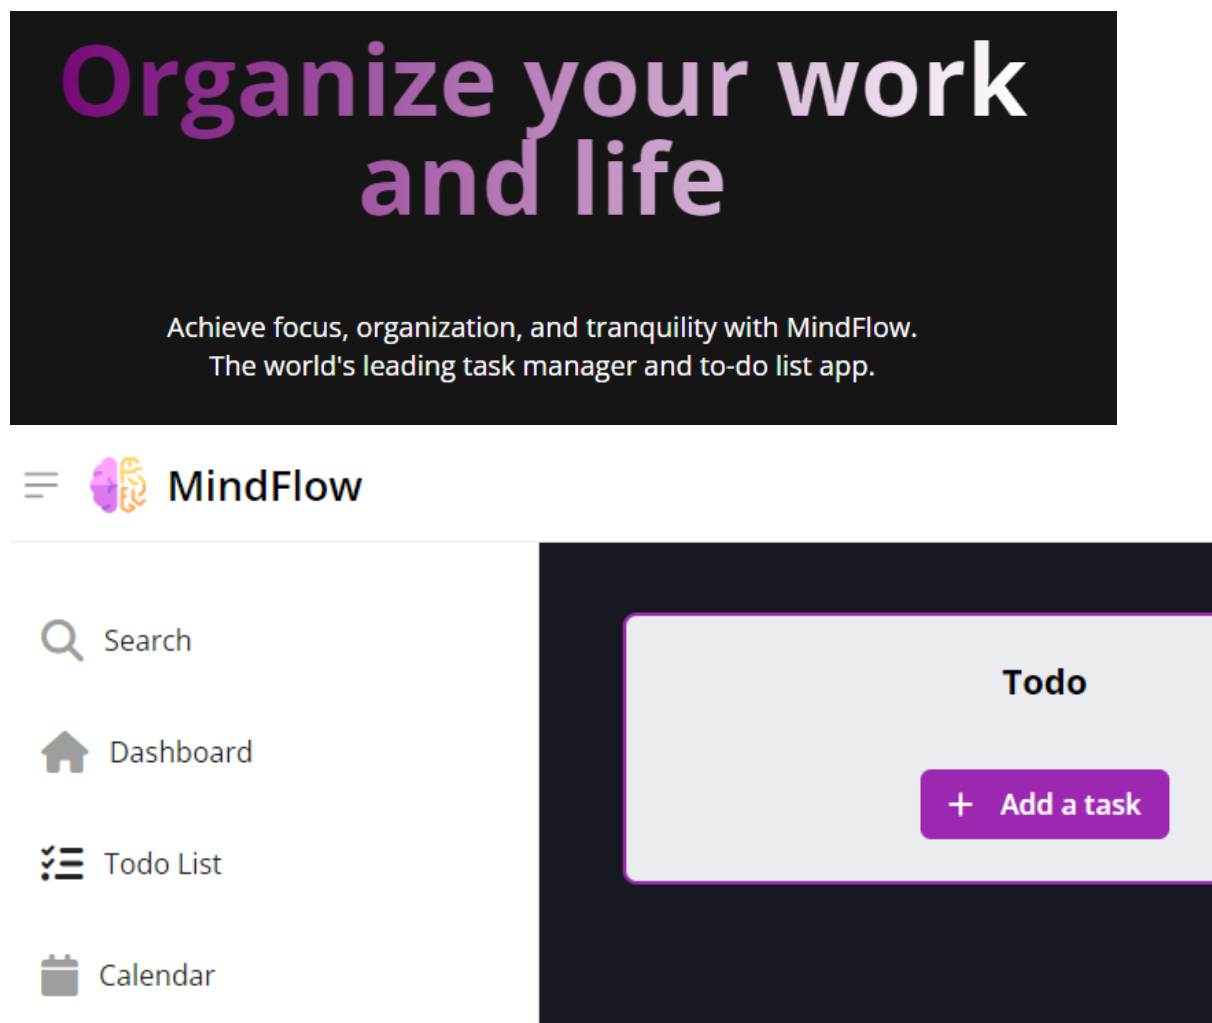 Organize your work
and life
Achieve focus, organization, and tranquility with MindFlow.
The world's leading task manager and to-do list app.
MindFlow
Search
Todo
Dashboard
+ Add a task
Todo List
Calendar